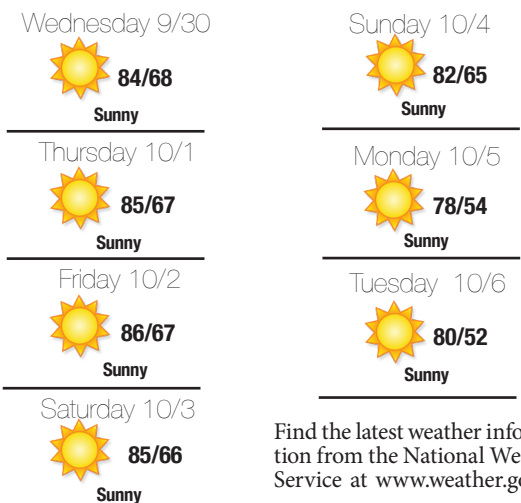 Wednesday 9/30
84/68
Sunny
Thursday 10/1
85/67
Sunny
Friday 10/2
86/67
Sunny
Saturday 10/3
85/66
Sunny
Sunday 10/4
82/65
Sunny
Monday 10/5
78/54
Sunny
Tuesday 10/6
80/52
Sunny
Find the latest weather info
tion from the National We
Service at www.weather.go